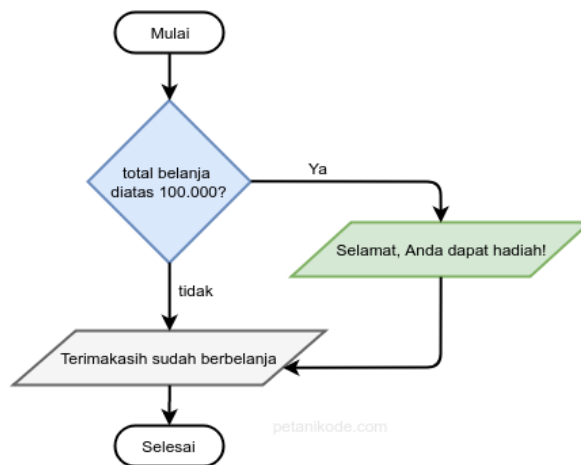 Mulai
total belanja
diatas 100.000?
Ya
Selamat, Anda dapat hadiah!
tidak
Terimakasih sudah berbelanja
petanikode.com
Selesai